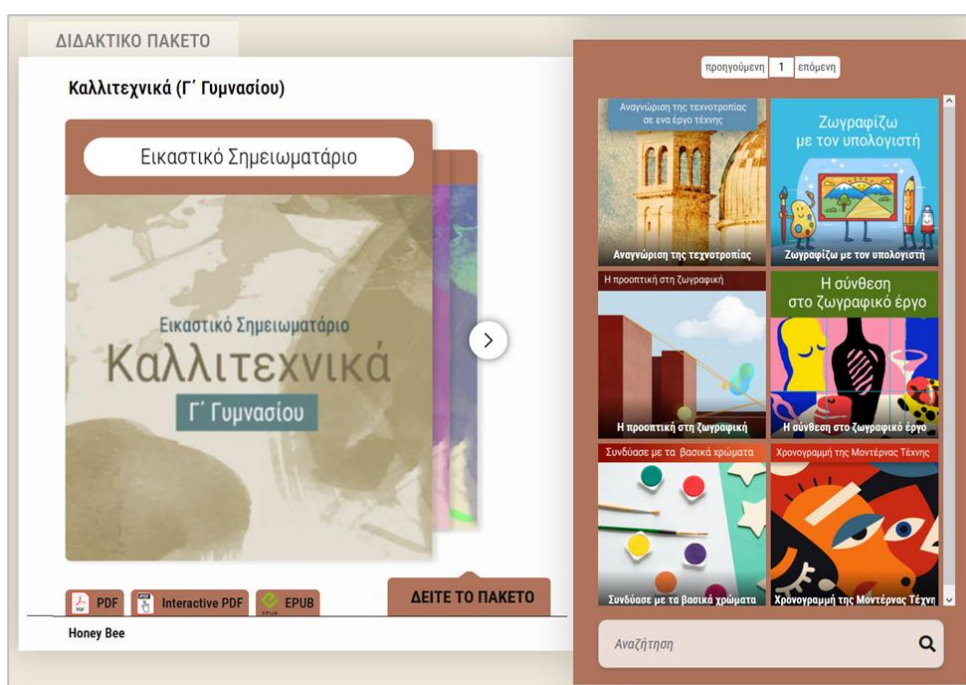 ΔΙΔΑΚΤΙΚΟ ΠΑΚΕΤΟ
Καλλιτεχνικά (Γ΄ Γυμνασίου)
Εικαστικό Σημειωματάριο
Εικαστικό Σημειωματάριο
Καλλιτεχνικά
Γ΄ Γυμνασίου
PDF
Interactive PDF
EPUB
ΔΕΙΤΕ ΤΟ ΠΑΚΕΤΟ
Honey Bee
προηγούμενη 1 επόμενη
Αναγνώριση της τεχνοτροπίας
σε ενα έργο τέχνης
Αναγνώριση της τεχνοτροπίας
Ζωγραφίζω
με τον υπολογιστή
Ζωγραφίζω με τον υπολογιστή
Η προοπτική στη ζωγραφική
Η προοπτική στη ζωγραφική
Η σύνθεση
στο ζωγραφικό έργο
Η σύνθεση στο ζωγραφικό έργο
Συνδύασε με τα βασικά χρώματα
Συνδύασε με τα βασικά χρώματα
Χρονογραμμή της Μοντέρνας Τέχνης
Χρονογραμμή της Μοντέρνας Τέχνη
Αναζήτηση